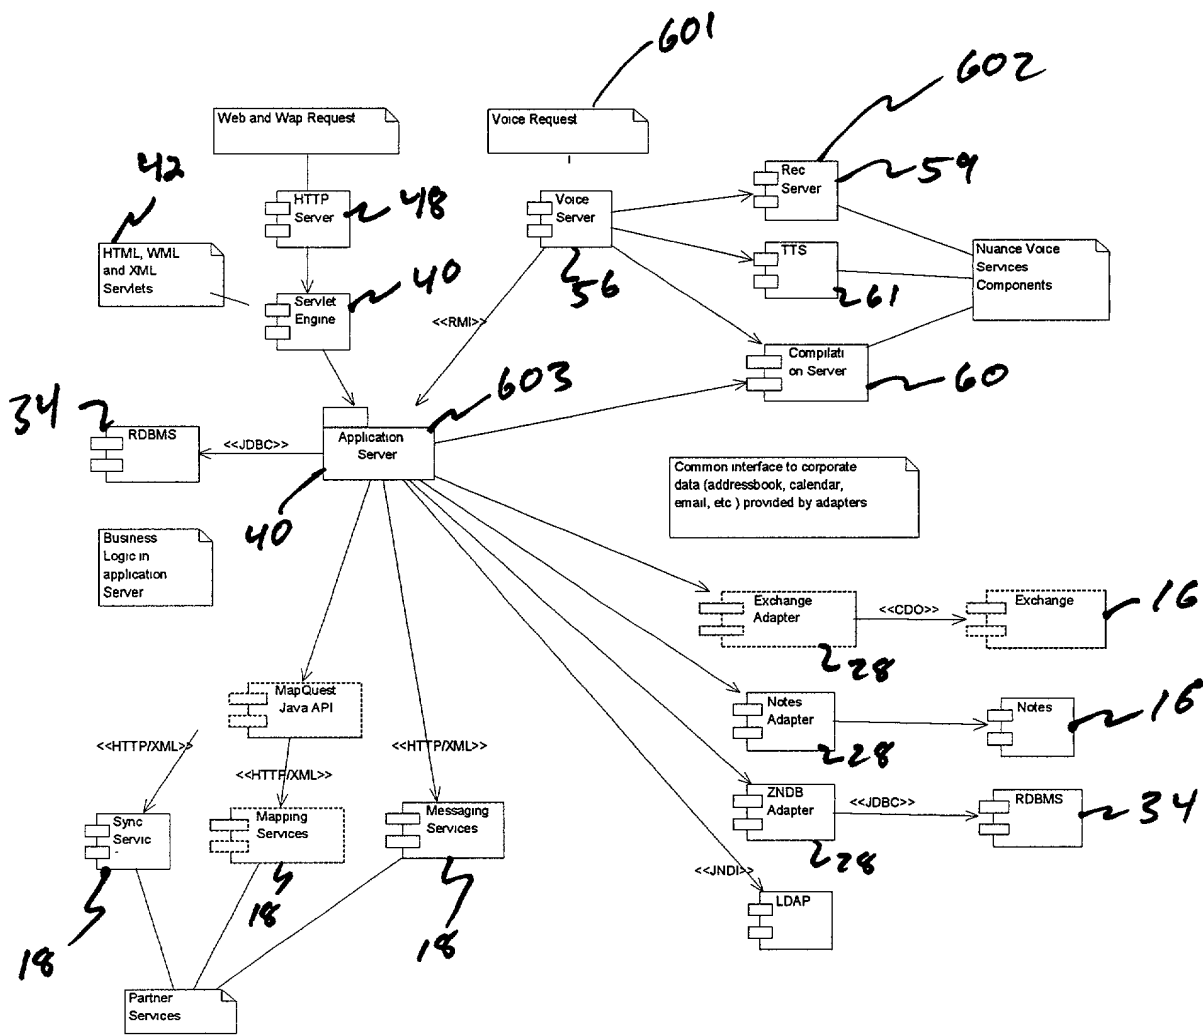 601
602
Web and Wap Request
Voice Request
42
Rec
Server
59
HTTP
Server
48
Voice
Server
56
HTML, WML
and XML
Servlets
TTS
261
Nuance Voice
Services
Components
Servlet
Engine
40
<<RMI>>
Compilati
on Server
60
603
34
RDBMS
<<JDBC>>
Application
Server
40
Common interface to corporate
data (addressbook, calendar,
email, etc ) provided by adapters
Business
Logic in
application
Server
Exchange
Adapter
228
<<CDO>>
Exchange
16
MapQuest
Java API
Notes
Adapter
228
Notes
16
<<HTTP/XML>>
<<HTTP/XML>>
<<HTTP/XML>>
ZNDB
Adapter
228
<<JDBC>>
RDBMS
34
Sync
Servic
-
18
Mapping
Services
18
Messaging
Services
18
<<JNDI>>
LDAP
Partner
Services